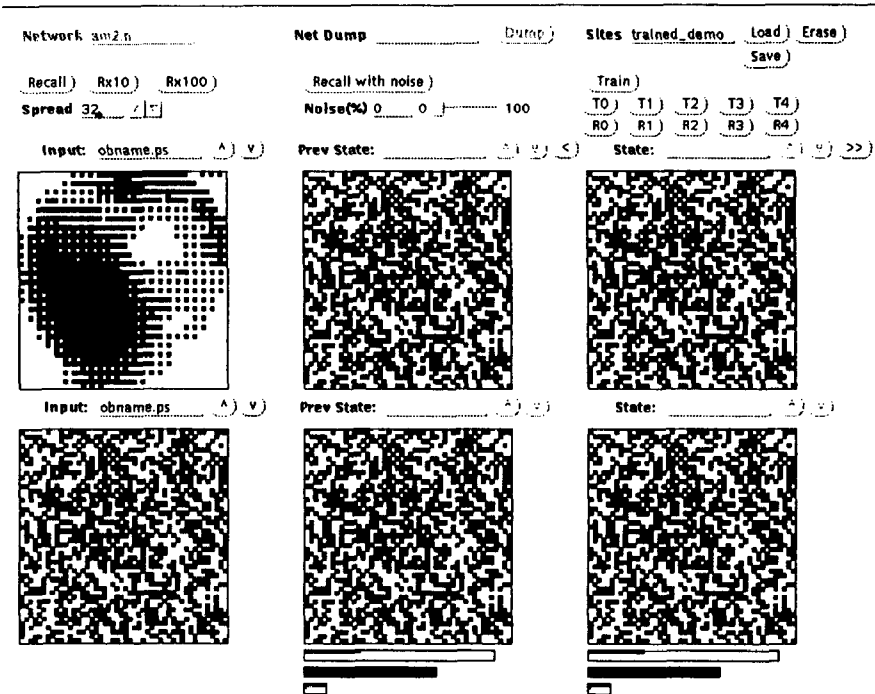 Network am2.n Net Dump Dump Sites trained_demo Load Erase
Save
Recall Rx10 Rx100 Recall with noise Train
Spread 32 Noise(%) 0 0 100 T0 T1 T2 T3 T4
R0 R1 R2 R3 R4
Input: obname.ps ^ v Prev State: ^ v < State: ^ v >>
Input: obname.ps ^ v Prev State: ^ v State: ^ v